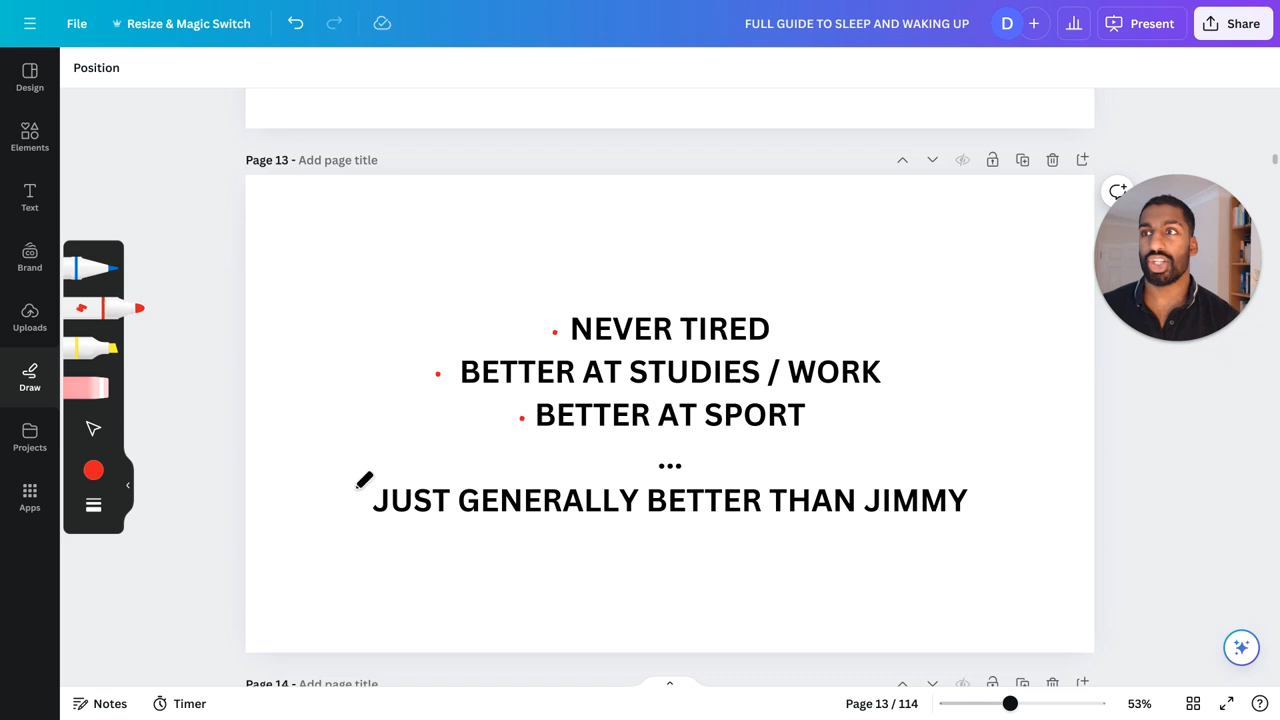 File
Resize & Magic Switch
FULL GUIDE TO SLEEP AND WAKING UP
D
Present
Share
Position
Design
Elements
Text
Brand
Uploads
Draw
Projects
Apps
Page 13 - Add page title
• NEVER TIRED
• BETTER AT STUDIES / WORK
• BETTER AT SPORT
...
JUST GENERALLY BETTER THAN JIMMY
Page 14 - Add page title
Notes
Timer
Page 13 / 114
53%